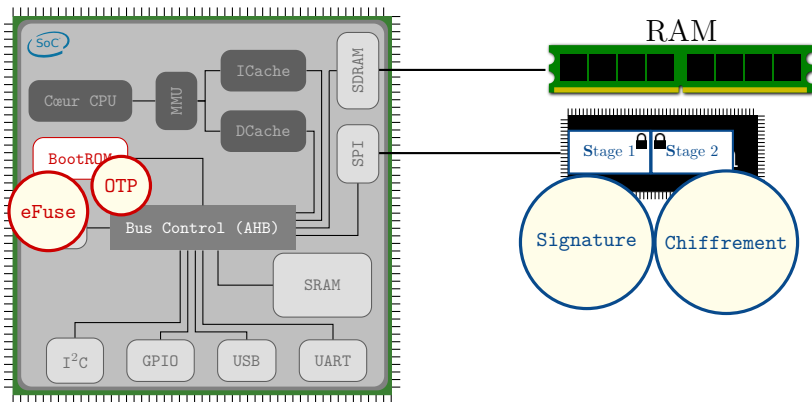 SoC
RAM
ICache
SDRAM
Cœur CPU
MMU
DCache
SPI
Stage 1
Stage 2
BootROM
OTP
eFuse
Bus Control (AHB)
Signature
Chiffrement
SRAM
I²C
GPIO
USB
UART